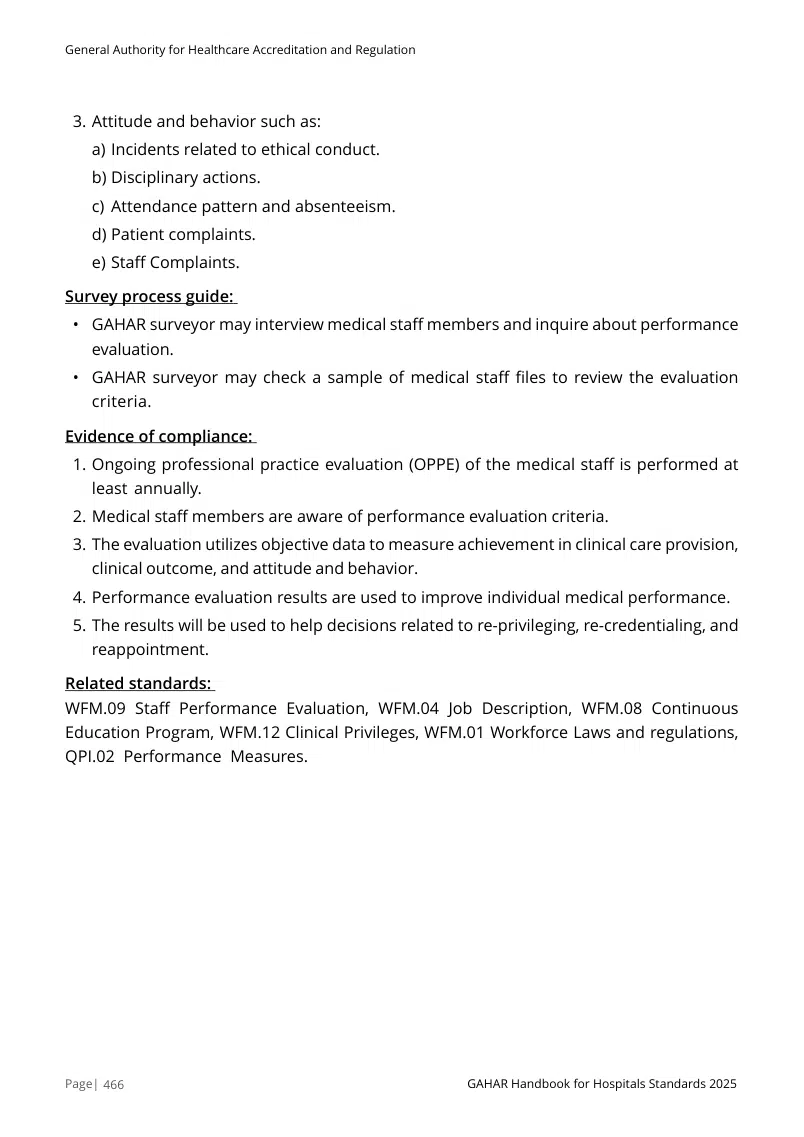 General Authority for Healthcare Accreditation and Regulation
3. Attitude and behavior such as:
a) Incidents related to ethical conduct.
b) Disciplinary actions.
c) Attendance pattern and absenteeism.
d) Patient complaints.
e) Staff Complaints.
Survey process guide:
• GAHAR surveyor may interview medical staff members and inquire about performance
evaluation.
• GAHAR surveyor may check a sample of medical staff files to review the evaluation
criteria.
Evidence of compliance:
1. Ongoing professional practice evaluation (OPPE) of the medical staff is performed at
least annually.
2. Medical staff members are aware of performance evaluation criteria.
3. The evaluation utilizes objective data to measure achievement in clinical care provision,
clinical outcome, and attitude and behavior.
4. Performance evaluation results are used to improve individual medical performance.
5. The results will be used to help decisions related to re-privileging, re-credentialing, and
reappointment.
Related standards:
WFM.09 Staff Performance Evaluation, WFM.04 Job Description, WFM.08 Continuous
Education Program, WFM.12 Clinical Privileges, WFM.01 Workforce Laws and regulations,
QPI.02 Performance Measures.
Page| 466
GAHAR Handbook for Hospitals Standards 2025